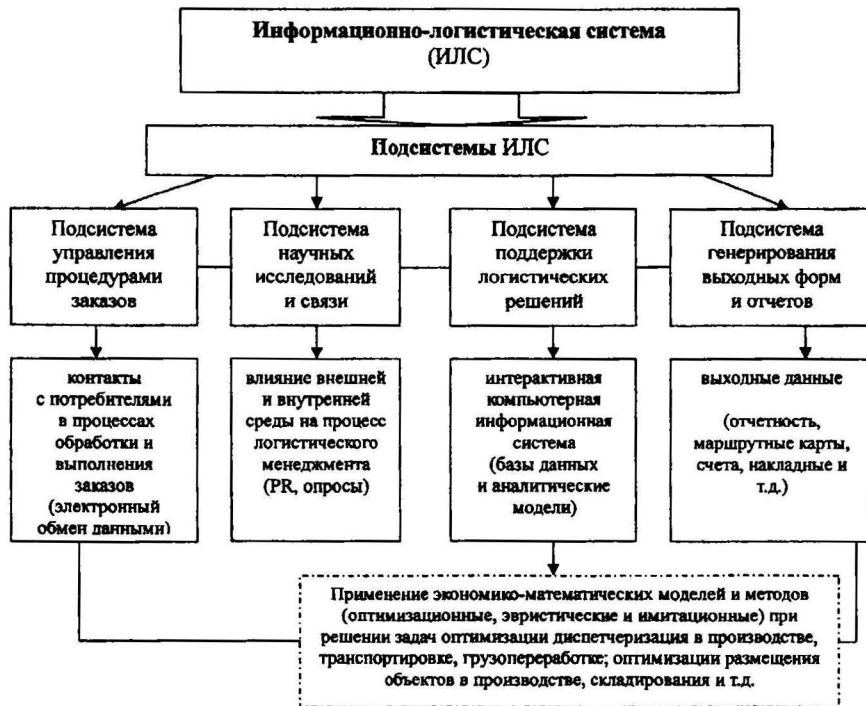 Информационно-логистическая система
(ИЛС)
Подсистемы ИЛС
Подсистема
управления
процедурами
заказов
Подсистема
научных
исследований
и связи
Подсистема
поддержки
логистических
решений
Подсистема
генерирования
выходных форм
и отчетов
контакты
с потребителями
в процессах
обработки и
выполнения
заказов
(электронный
обмен данными)
влияние внешней
и внутренней
среды на процесс
логистического
менеджмента
(PR, опросы)
интерактивная
компьютерная
информационная
система
(базы данных
и аналитические
модели)
выходные данные
(отчетность,
маршрутные карты,
счета, накладные и
т.д.)
Применение экономико-математических моделей и методов
(оптимизационные, эвристические и имитационные) при
решении задач оптимизации диспетчеризация в производстве,
транспортировке, грузопереработке; оптимизации размещения
объектов в производстве, складирования и т.д.